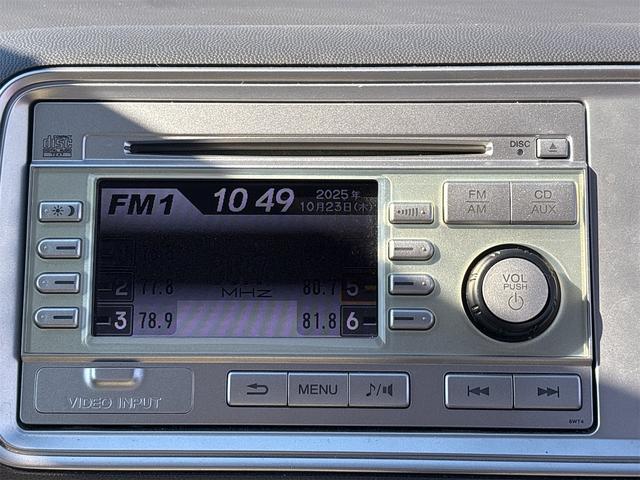 DISC
FM1
10 49
2025年
10月23日(木)
FM
AM
CD
AUX
2 77.8
MHz
80.7 5
3 78.9
81.8 6
VOL
PUSH
VIDEO INPUT
MENU